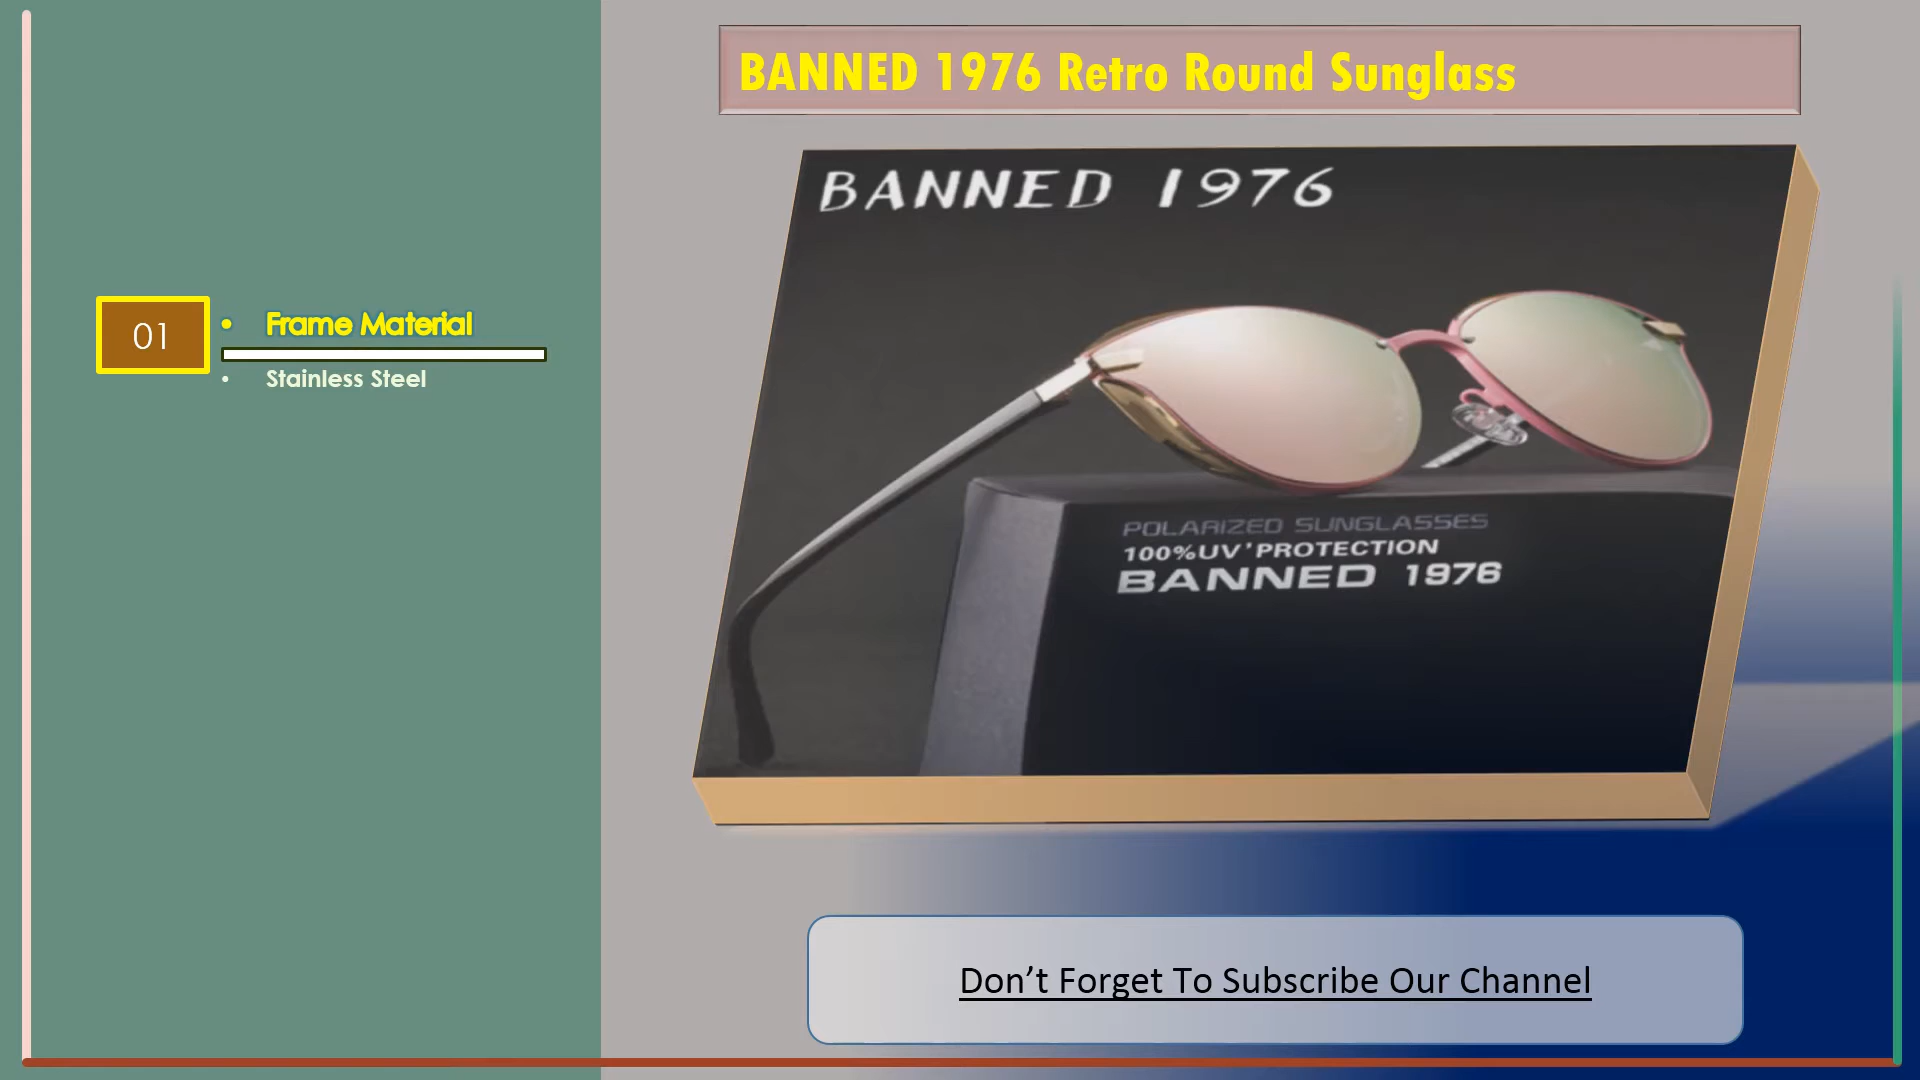 BANNED 1976 Retro Round Sunglass
BANNED 1976
01
• Frame Material
• Stainless Steel
POLARIZED SUNGLASSES
100%UV'PROTECTION
BANNED 1976
Don’t Forget To Subscribe Our Channel